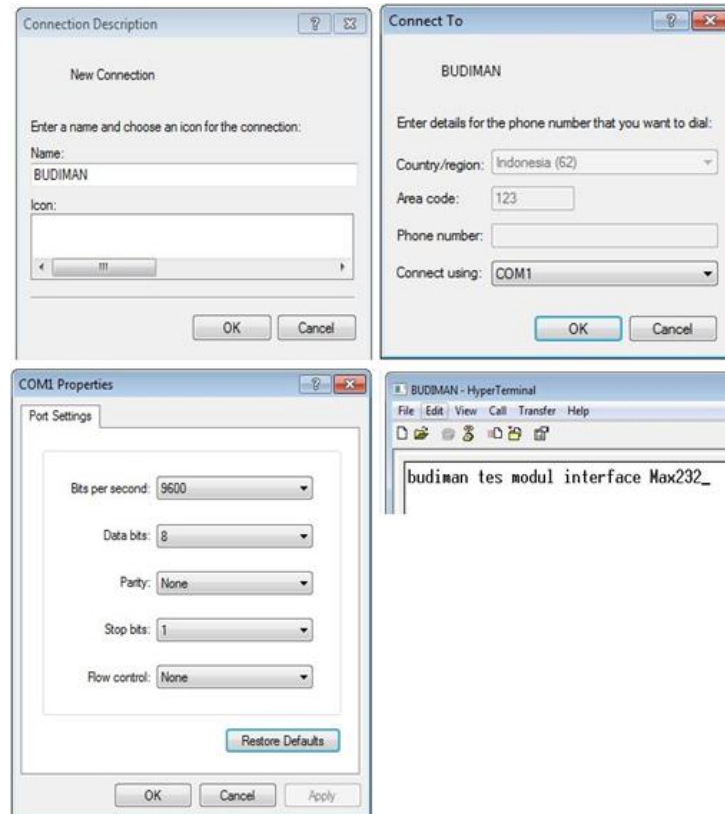 Connection Description
New Connection
Enter a name and choose an icon for the connection:
Name:
BUDIMAN
Icon:
OK Cancel
Connect To
BUDIMAN
Enter details for the phone number that you want to dial:
Country/region: Indonesia (62)
Area code: 123
Phone number:
Connect using: COM1
OK Cancel
COM1 Properties
Port Settings
Bits per second: 9600
Data bits: 8
Parity: None
Stop bits: 1
Flow control: None
Restore Defaults
OK Cancel Apply
BUDIMAN - HyperTerminal
File Edit View Call Transfer Help
budiman tes modul interface Max232_